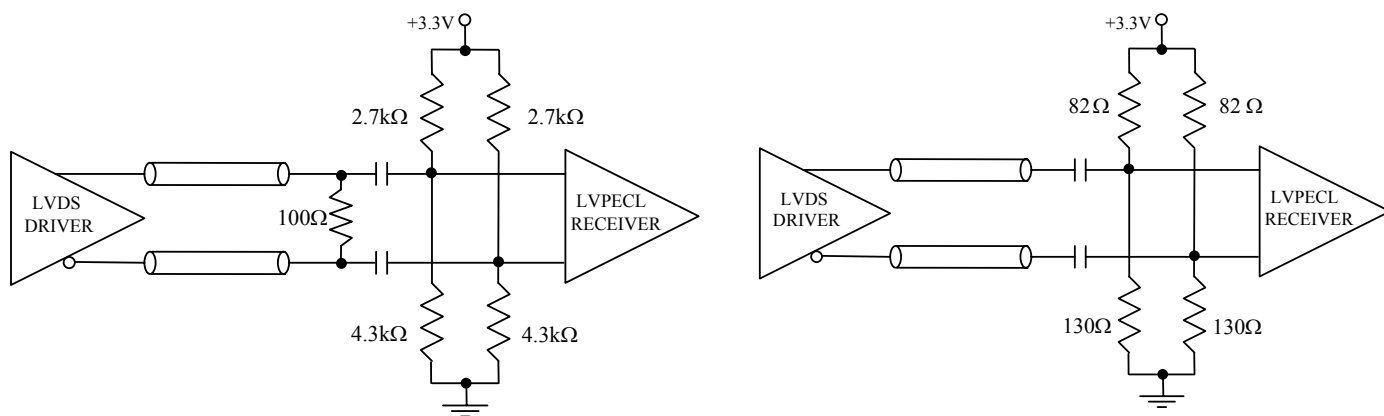 +3.3V
2.7kΩ
2.7kΩ
LVDS
DRIVER
100Ω
LVPECL
RECEIVER
4.3kΩ
4.3kΩ
+3.3V
82Ω
82 Ω
LVDS
DRIVER
LVPECL
RECEIVER
130Ω
130Ω